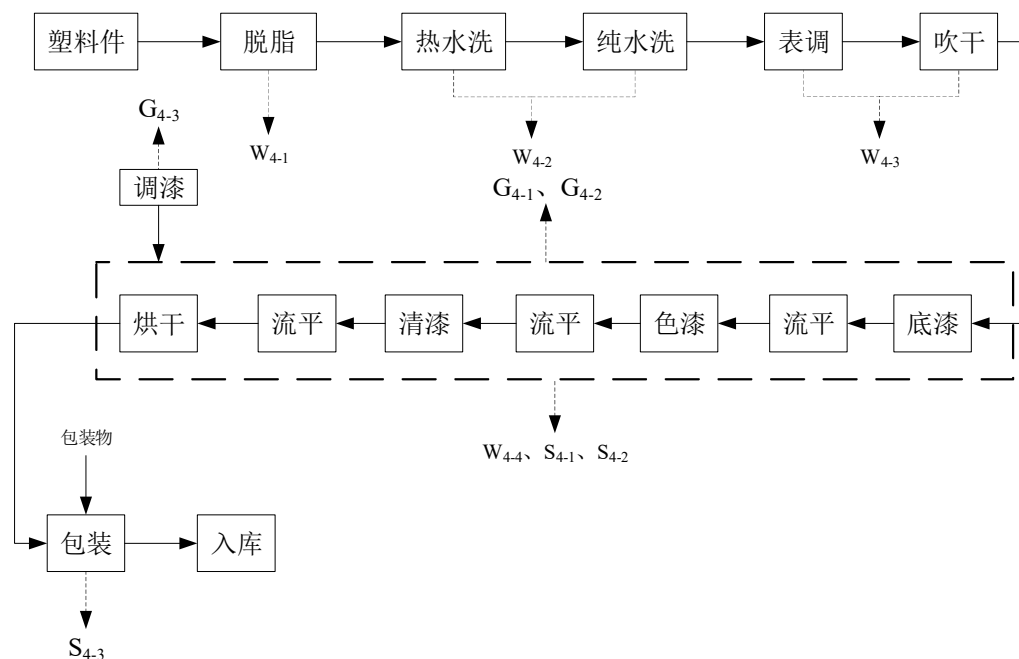 塑料件 脱脂 热水洗 纯水洗 表调 吹干
G4-3
W4-1 W4-2 W4-3
调漆 G4-1、G4-2
烘干 流平 清漆 流平 色漆 流平 底漆
包装物 W4-4、S4-1、S4-2
包装 入库
S4-3